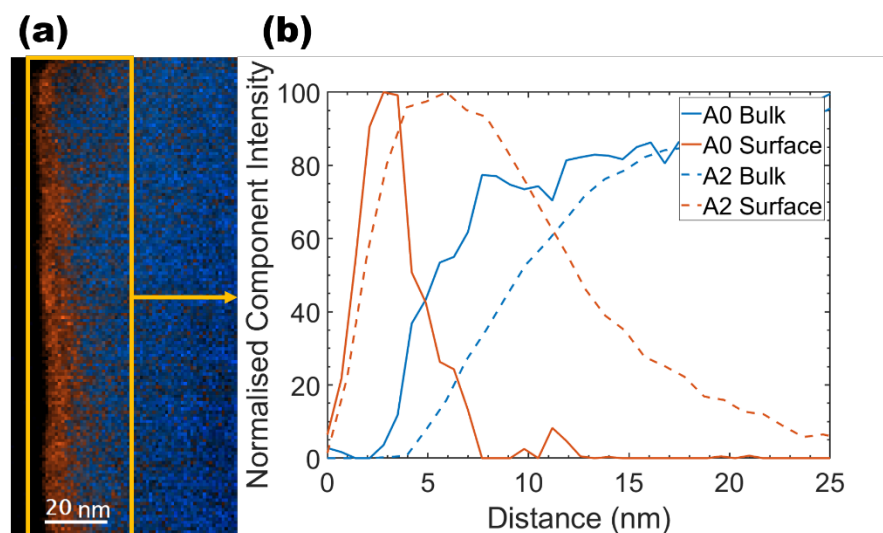 (a)
(b)
20 nm
Normalised Component Intensity
100
80
60
40
20
0
0 5 10 15 20 25
Distance (nm)
A0 Bulk
A0 Surface
A2 Bulk
A2 Surface